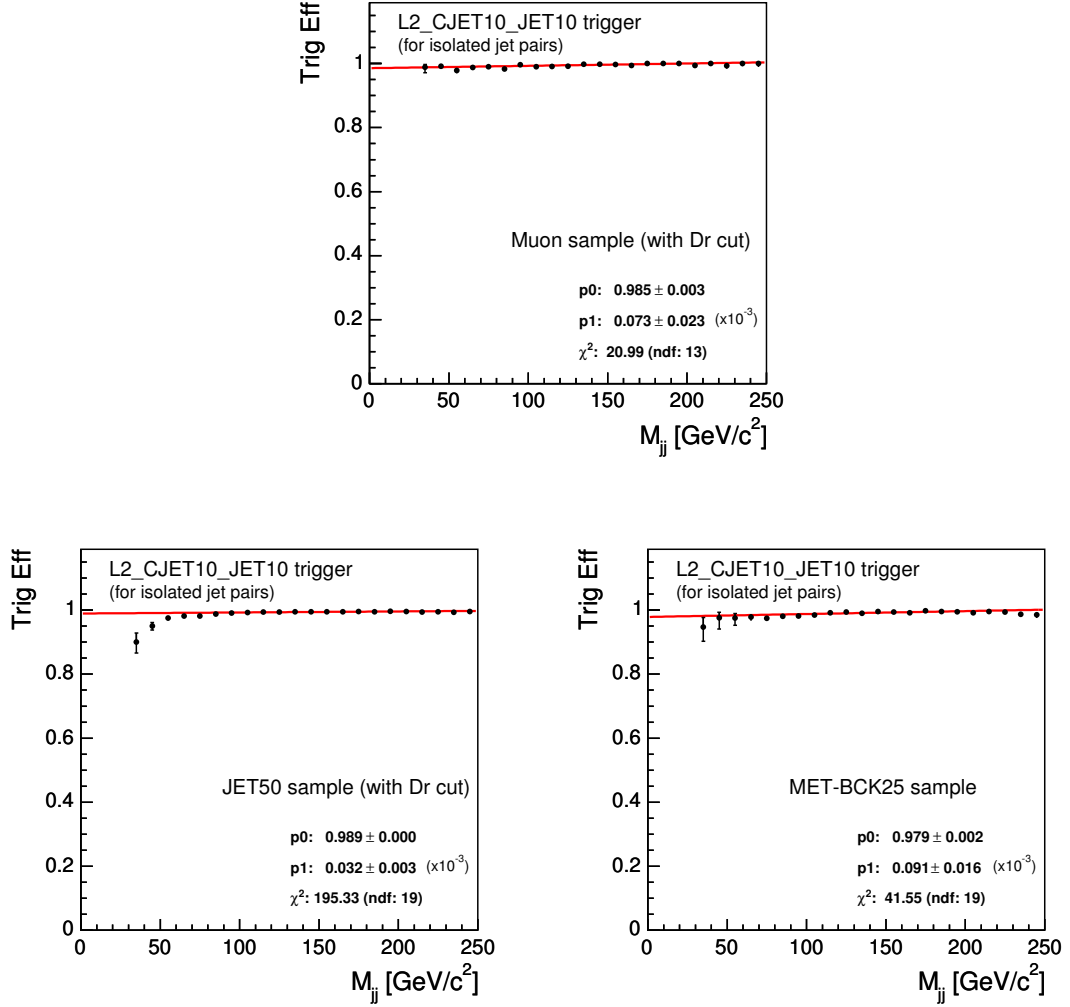 Trig Eff
L2_CJET10_JET10 trigger
(for isolated jet pairs)
1
0.8
0.6
0.4
0.2
0
Muon sample (with Dr cut)
p0: 0.985 ± 0.003
p1: 0.073 ± 0.023 (x10⁻³)
χ²: 20.99 (ndf: 13)
0 50 100 150 200 250
M_jj [GeV/c²]
Trig Eff
L2_CJET10_JET10 trigger
(for isolated jet pairs)
1
0.8
0.6
0.4
0.2
0
JET50 sample (with Dr cut)
p0: 0.989 ± 0.000
p1: 0.032 ± 0.003 (x10⁻³)
χ²: 195.33 (ndf: 19)
0 50 100 150 200 250
M_jj [GeV/c²]
Trig Eff
L2_CJET10_JET10 trigger
(for isolated jet pairs)
1
0.8
0.6
0.4
0.2
0
MET-BCK25 sample
p0: 0.979 ± 0.002
p1: 0.091 ± 0.016 (x10⁻³)
χ²: 41.55 (ndf: 19)
0 50 100 150 200 250
M_jj [GeV/c²]